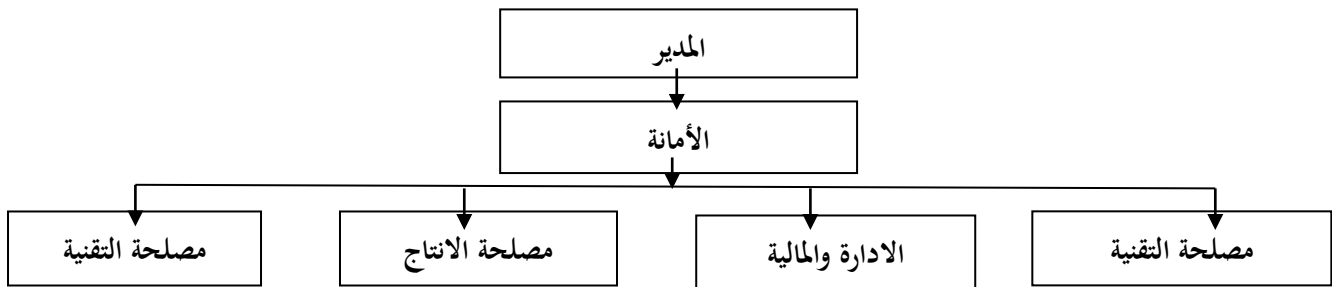 المدير
الأمانة
مصلحة التقنية
الادارة والمالية
مصلحة الانتاج
مصلحة التقنية